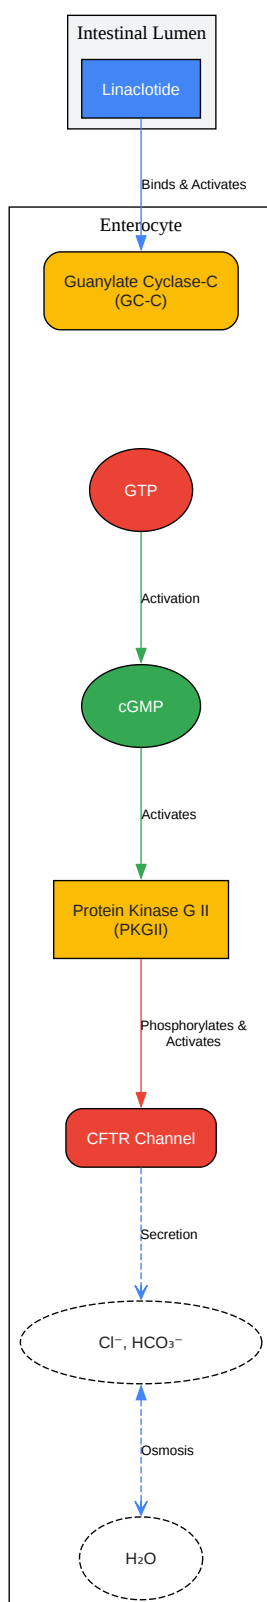 Intestinal Lumen
Linaclotide
Binds & Activates
Enterocyte
Guanylate Cyclase-C
(GC-C)
GTP
Activation
cGMP
Activates
Protein Kinase G II
(PKGII)
Phosphorylates &
Activates
CFTR Channel
Secretion
Cl⁻, HCO₃⁻
Osmosis
H₂O